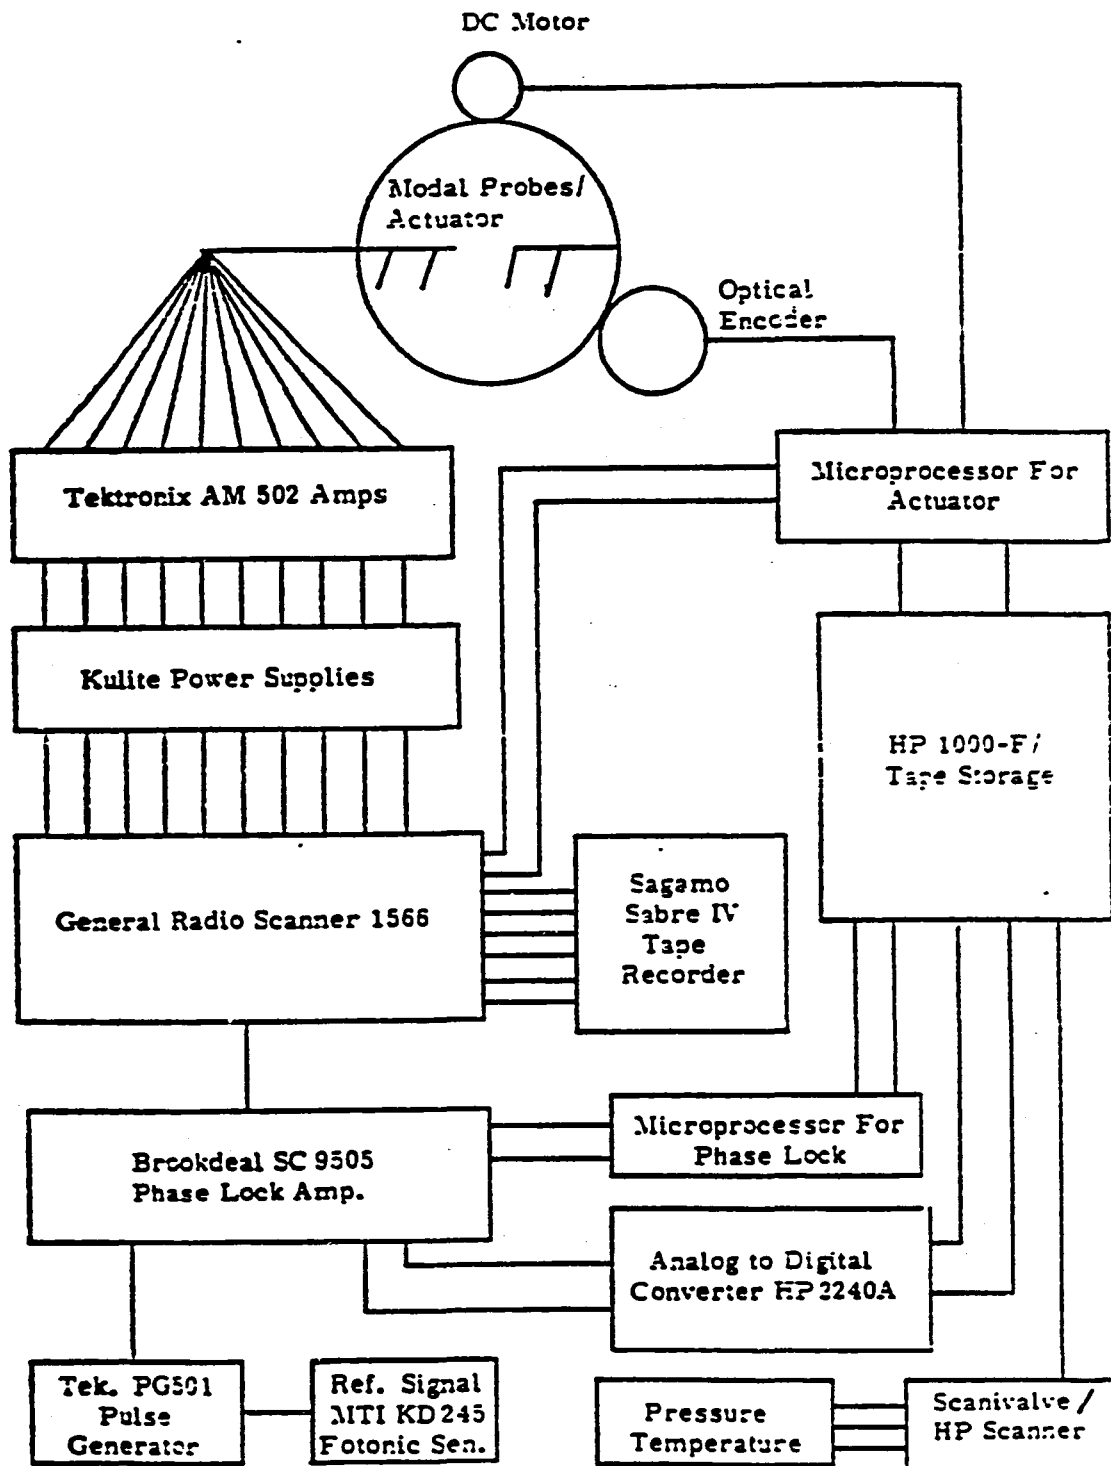 DC Motor
Modal Probes/
Actuator
Optical
Encoder
Tektronix AM 502 Amps
Microprocessor For
Actuator
Kulite Power Supplies
HP 1000-F/
Tape Storage
General Radio Scanner 1566
Sagamo
Sabre IV
Tape
Recorder
Brookdeal SC 9505
Phase Lock Amp.
Microprocessor For
Phase Lock
Analog to Digital
Converter HP 2240A
Tek. PG501
Pulse
Generator
Ref. Signal
MTI KD 245
Fotonic Sen.
Pressure
Temperature
Scanivalve/
HP Scanner